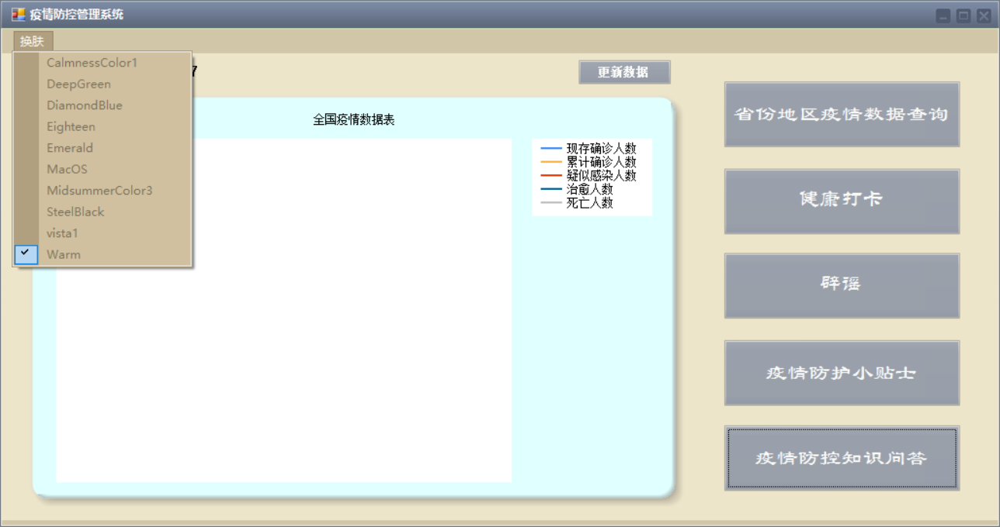 疫情防控管理系统
换肤
CalmnessColor1
DeepGreen
DiamondBlue
Eighteen
Emerald
MacOS
MidsummerColor3
SteelBlack
vista1
Warm
7
更新数据
全国疫情数据表
现存确诊人数
累计确诊人数
疑似感染人数
治愈人数
死亡人数
省份地区疫情数据查询
健康打卡
辟谣
疫情防护小贴士
疫情防控知识问答